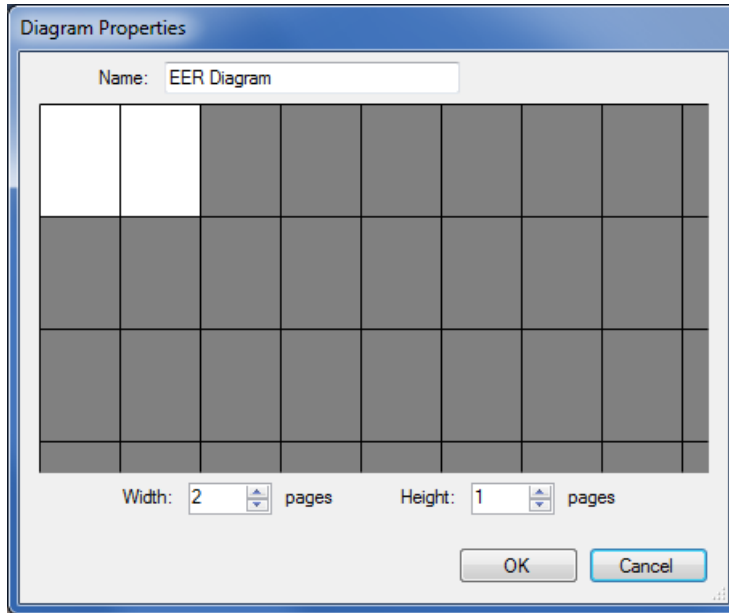 Diagram Properties
Name: EER Diagram
Width: 2 pages Height: 1 pages
OK Cancel